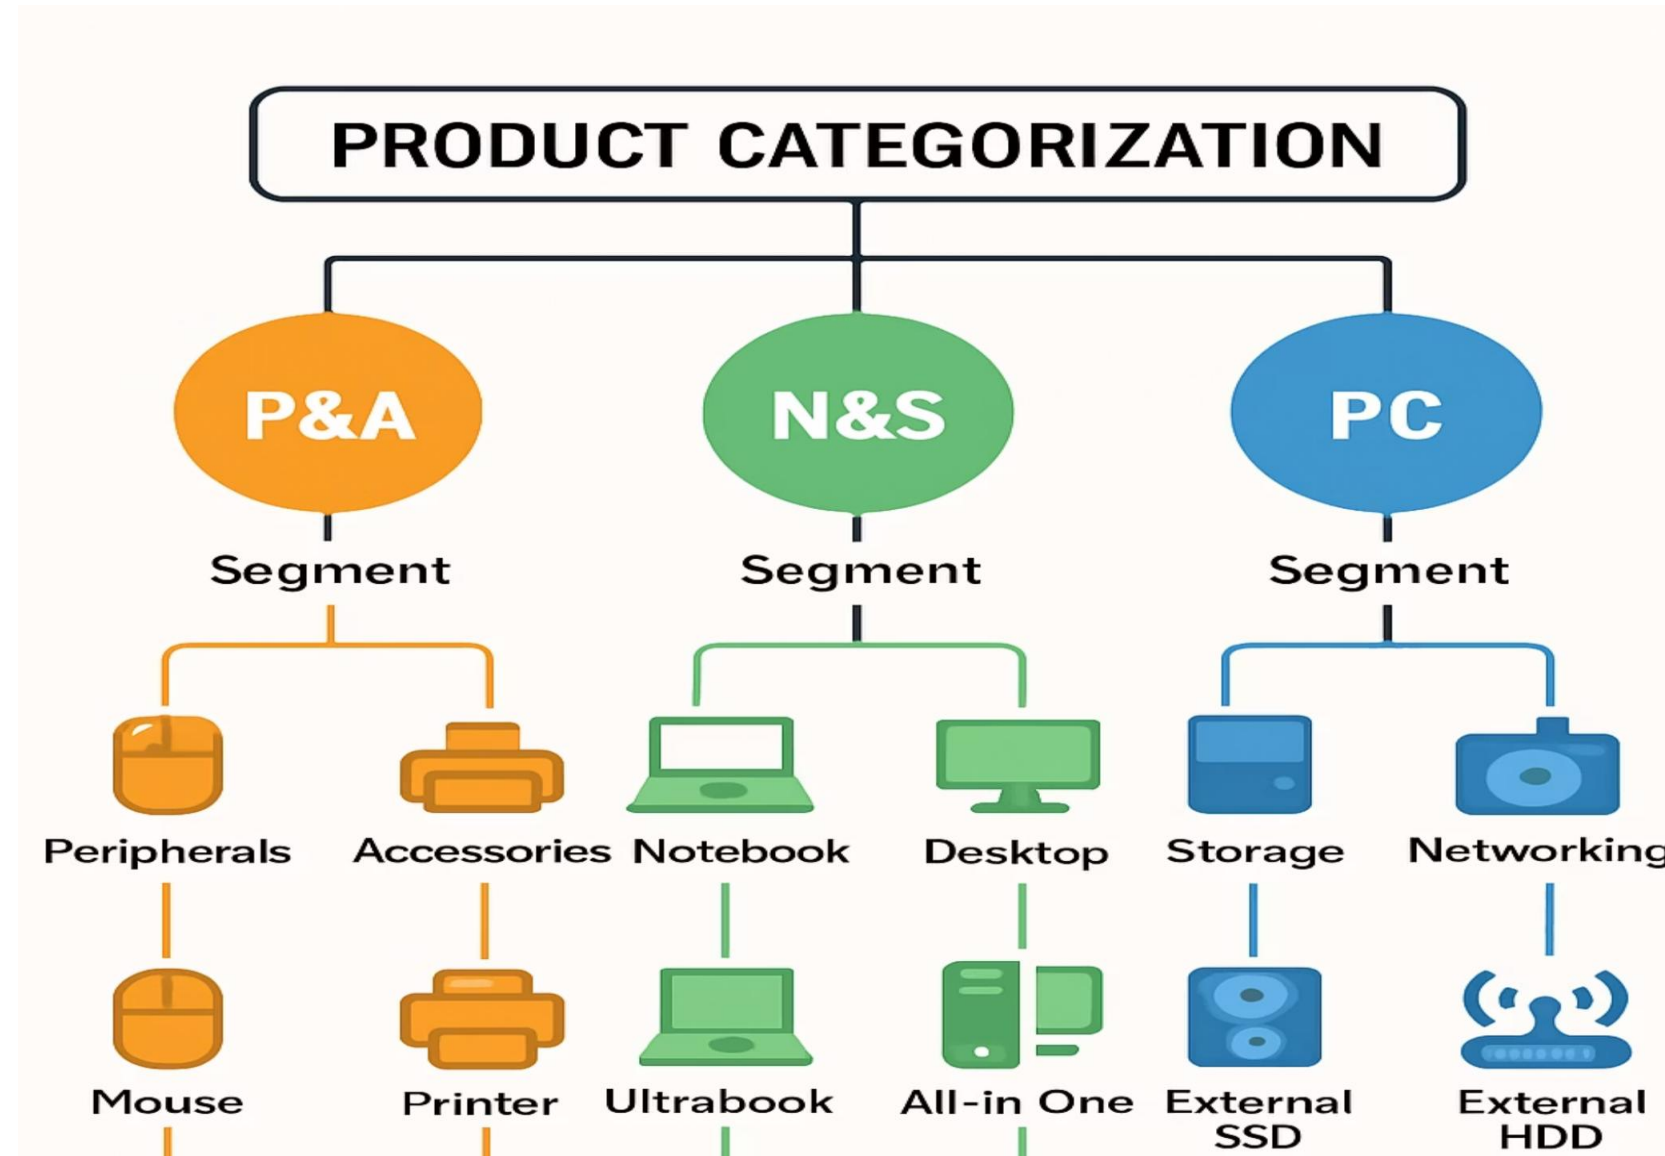 PRODUCT CATEGORIZATION
P&A
N&S
PC
Segment
Segment
Segment
Peripherals
Accessories
Notebook
Desktop
Storage
Networking
Mouse
Printer
Ultrabook
All-in One
External
SSD
External
HDD